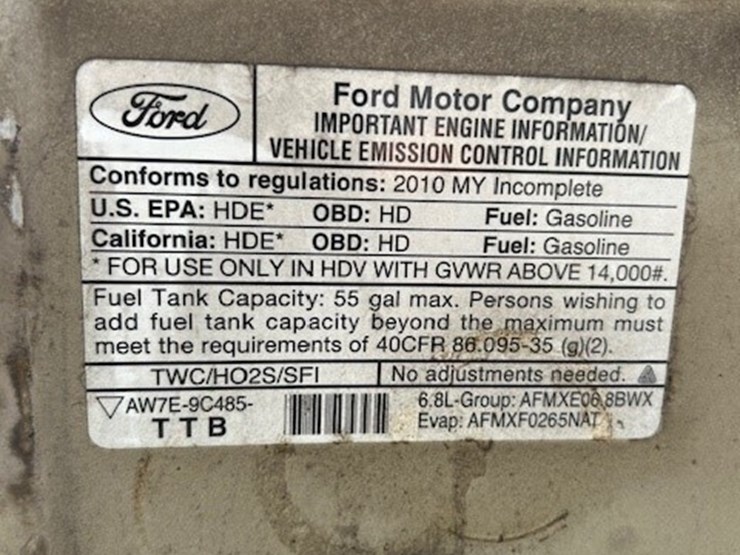 Ford
Ford Motor Company
IMPORTANT ENGINE INFORMATION/
VEHICLE EMISSION CONTROL INFORMATION
Conforms to regulations: 2010 MY Incomplete
U.S. EPA: HDE* OBD: HD Fuel: Gasoline
California: HDE* OBD: HD Fuel: Gasoline
* FOR USE ONLY IN HDV WITH GVWR ABOVE 14,000#.
Fuel Tank Capacity: 55 gal max. Persons wishing to
add fuel tank capacity beyond the maximum must
meet the requirements of 40CFR 86.095-35 (g)(2).
TWC/HO2S/SFI No adjustments needed.
AW7E-9C485-
TTB
6.8L-Group: AFMXE06.8BWX
Evap: AFMXF0265NAT